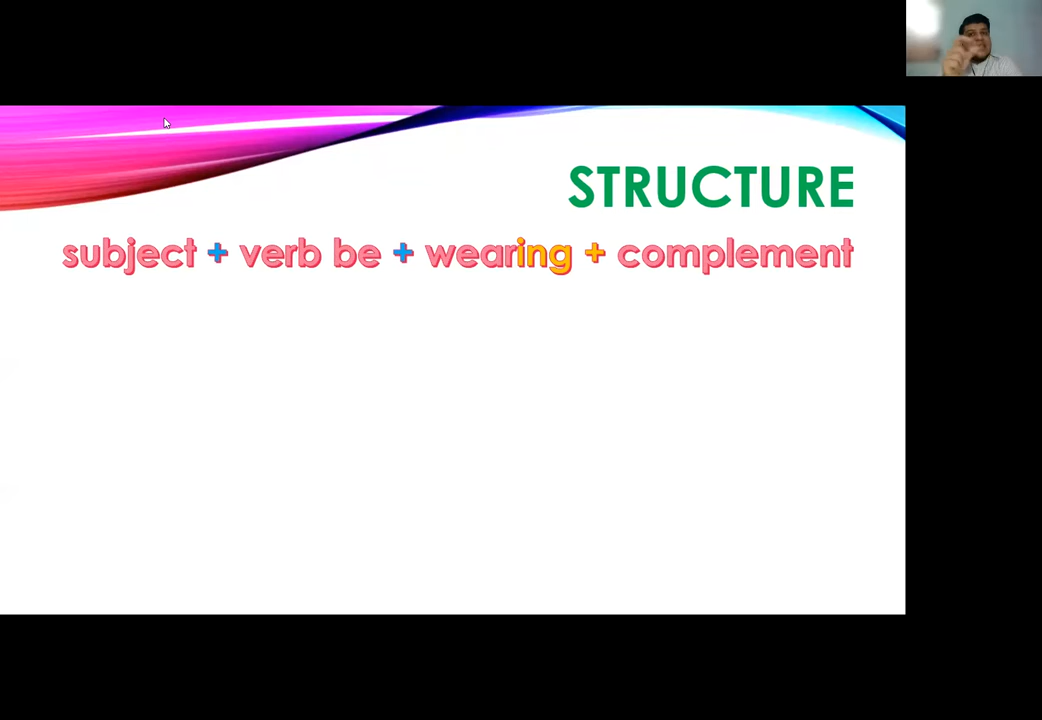 STRUCTURE
subject + verb be + wearing + complement